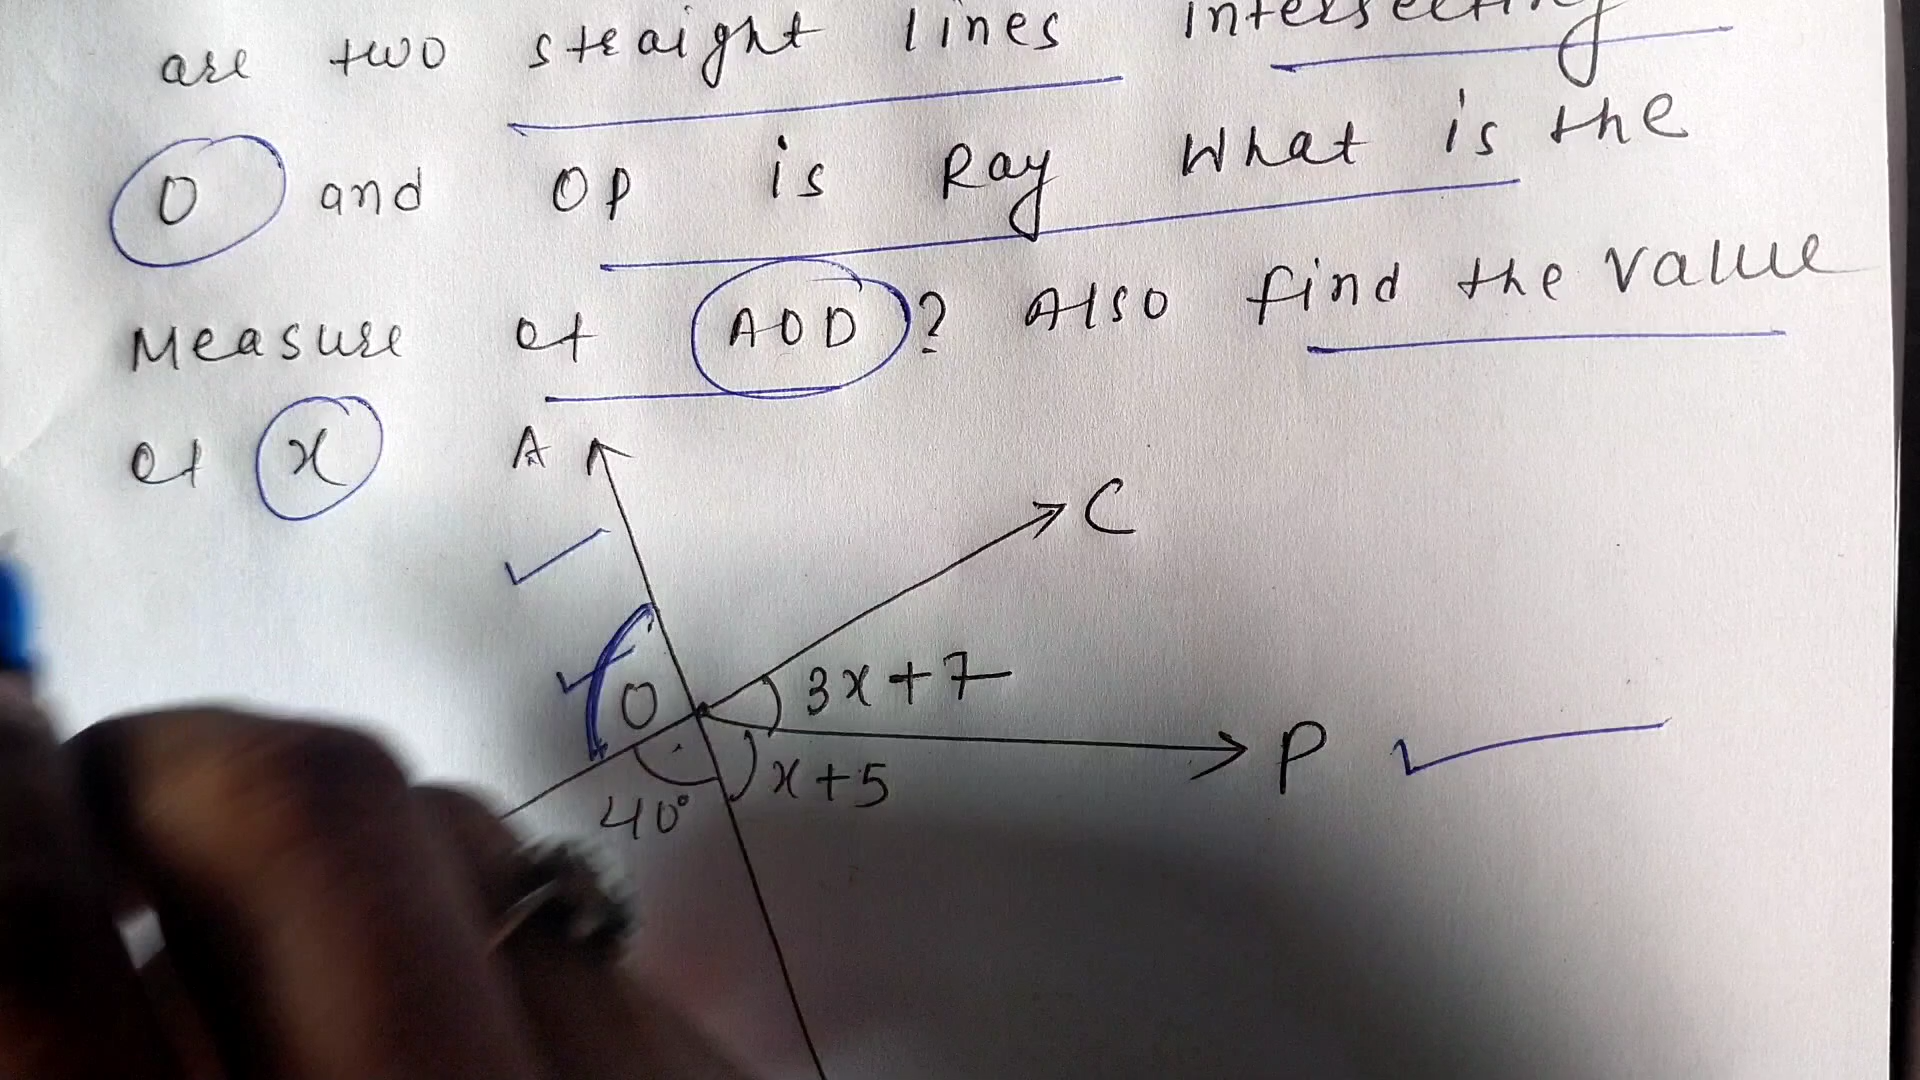 are two straight lines intersecting
O and OP is Ray What is the
Measure of AOD? Also find the value
of x
A
C
O
3x+7
P
x+5
40°